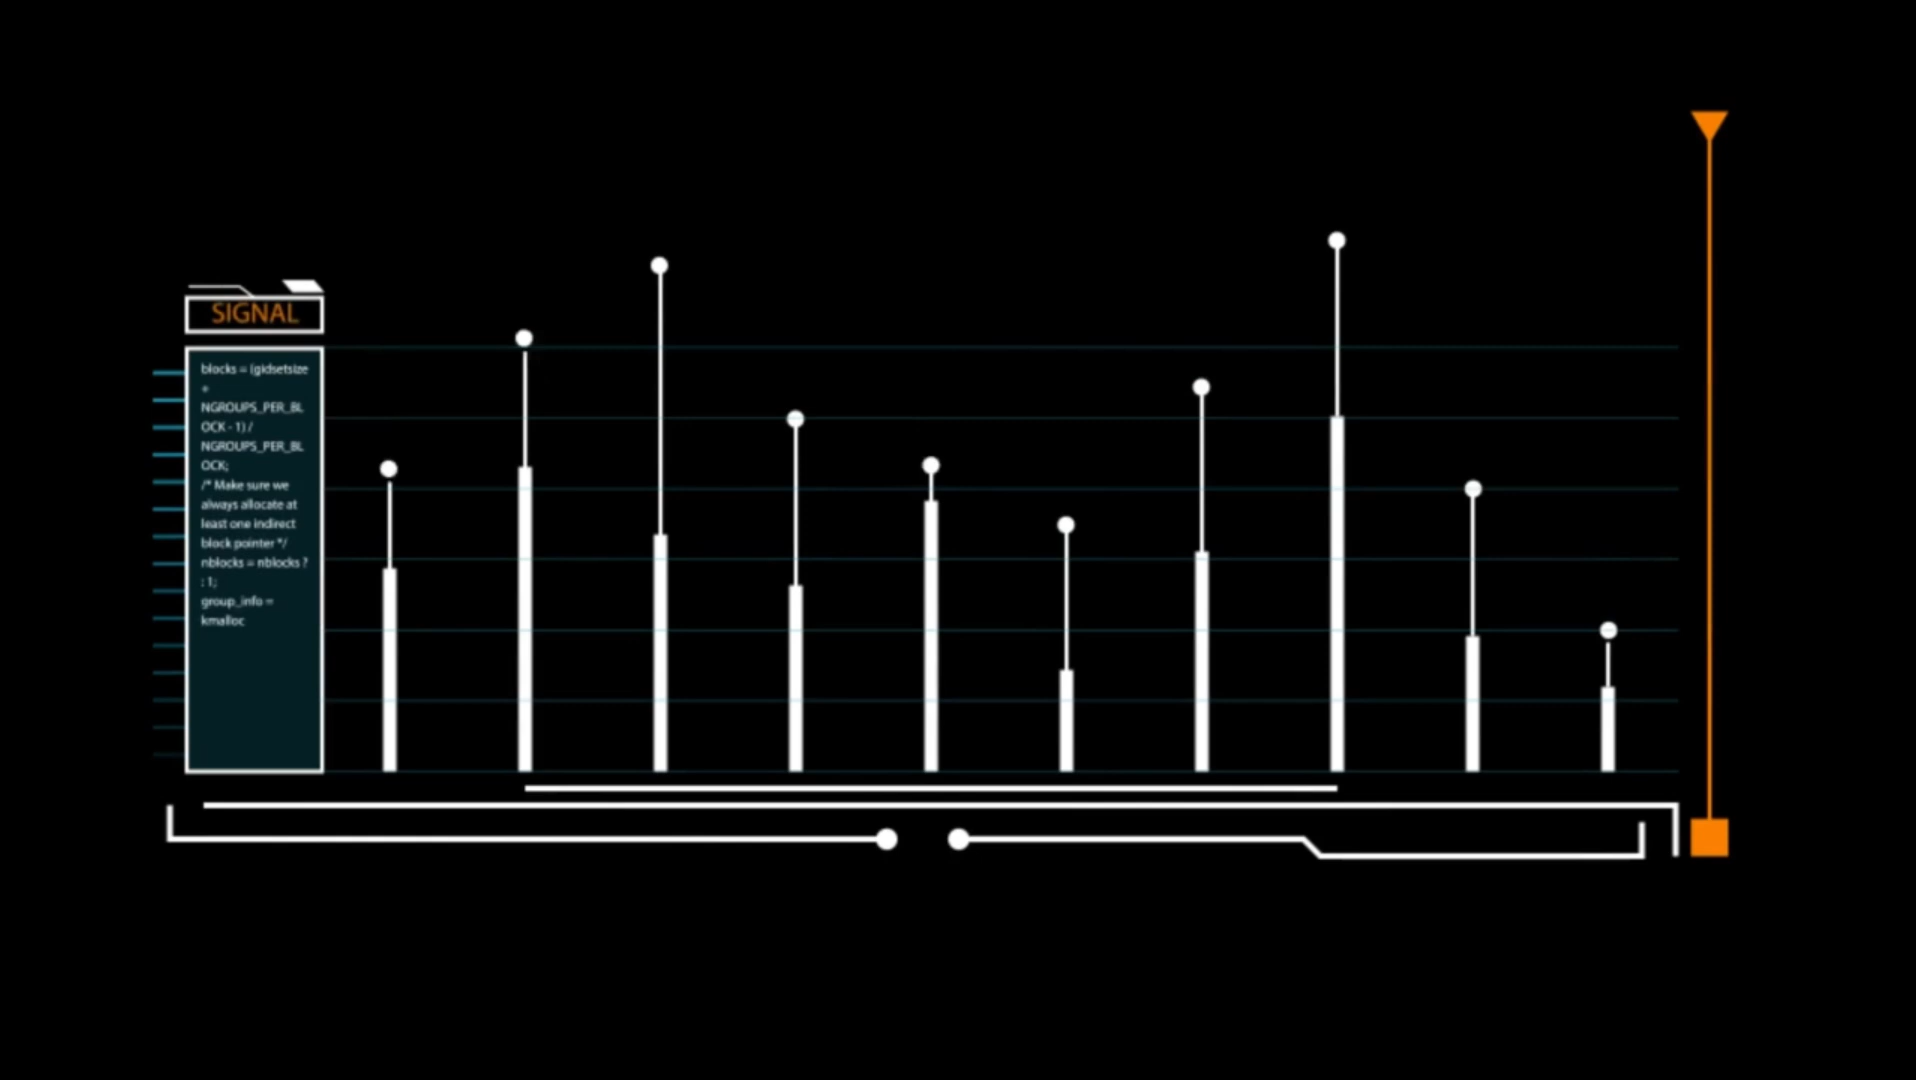 SIGNAL
blocks = (gidsetsize
+
NGROUPS_PER_BL
OCK - 1) /
NGROUPS_PER_BL
OCK;
/* Make sure we
always allocate at
least one indirect
block pointer */
nblocks = nblocks ?
: 1;
group_info =
kmalloc